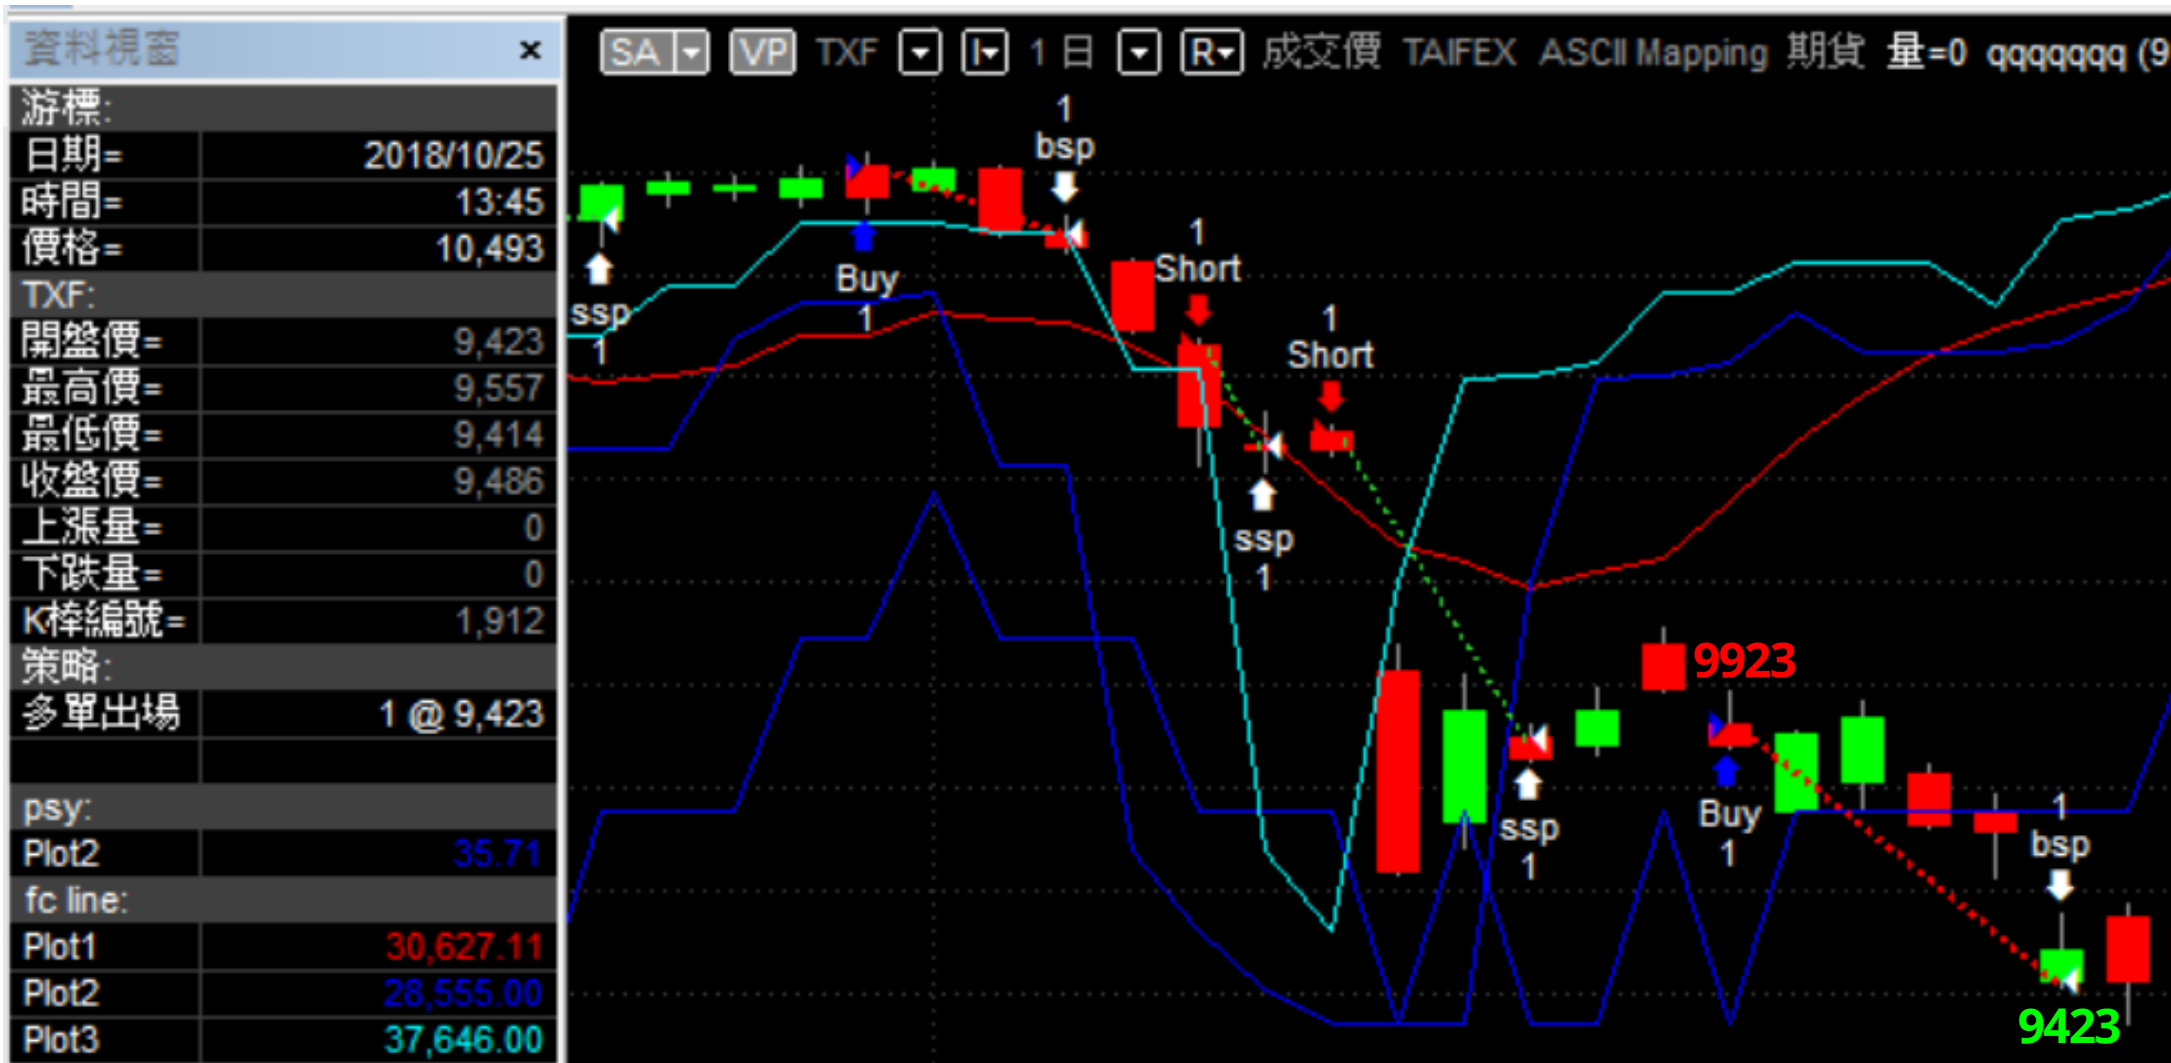 資料視窗 ×
SA VP TXF I 1 日 R 成交價 TAIFEX ASCII Mapping 期貨 量=0 qqqqqqq (9
游標:
日期= 2018/10/25
時間= 13:45
價格= 10,493
TXF:
開盤價= 9,423
最高價= 9,557
最低價= 9,414
收盤價= 9,486
上漲量= 0
下跌量= 0
K棒編號= 1,912
策略:
多單出場 1 @ 9,423
psy:
Plot2 35.71
fc line:
Plot1 30,627.11
Plot2 28,555.00
Plot3 37,646.00
ssp
1
Buy
1
1
bsp
1
Short
ssp
1
1
Short
ssp
1
9923
Buy
1
1
bsp
9423